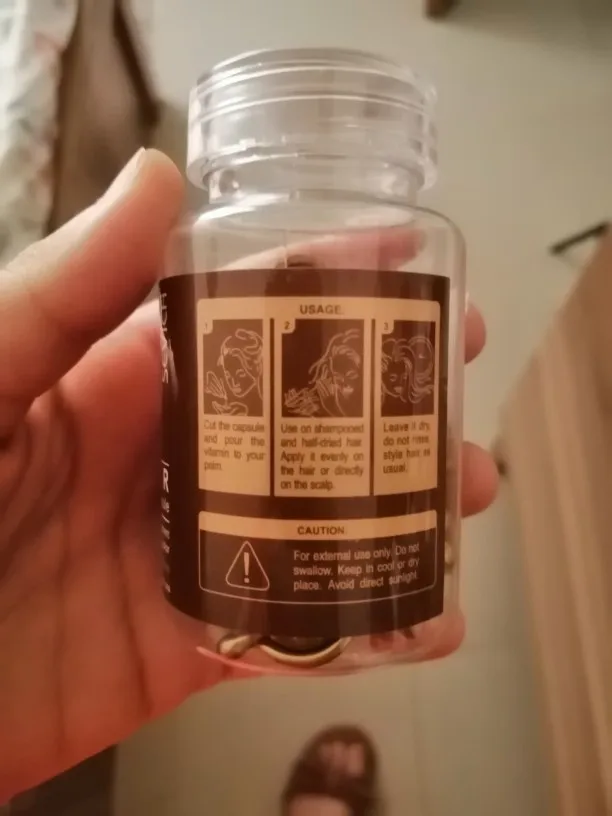 USAGE:
1
Cut the capsule
and pour the
vitamin to your
palm.
2
Use on shampooed
and half-dried hair.
Apply it evenly on
the hair or directly
on the scalp.
3
Leave it dry,
do not rinse,
style hair as
usual.
CAUTION:
For external use only. Do not
swallow. Keep in cool or dry
place. Avoid direct sunlight.